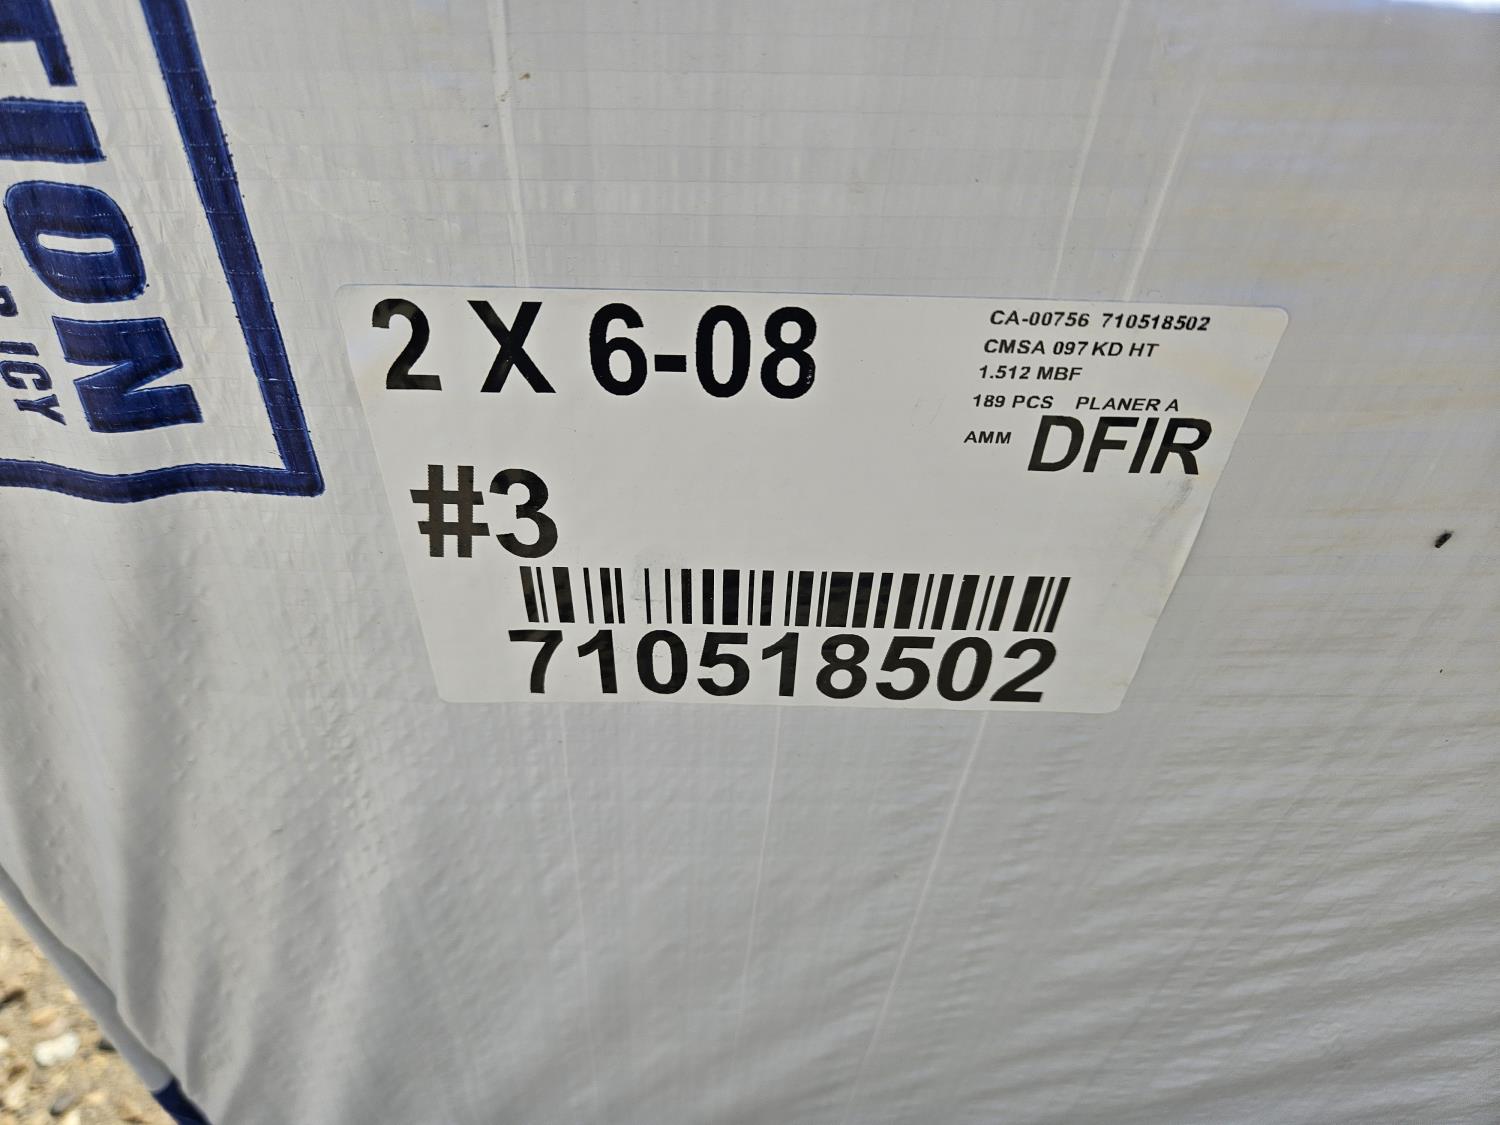 TION
ICY
2 X 6-08
CA-00756 710518502
CMSA 097 KD HT
1.512 MBF
189 PCS PLANER A
AMM DFIR
#3
710518502